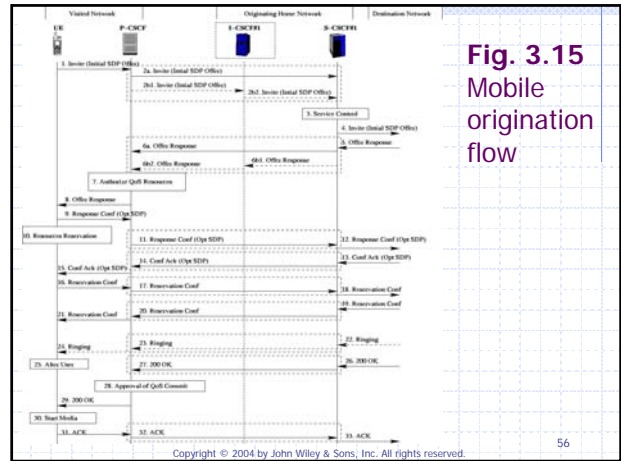 Visited Network
Originating Home Network
Destination Network
UE
P-CSCF
I-CSCF#1
S-CSCF#1
1. Invite (Initial SDP Offer)
2a. Invite (Initial SDP Offer)
2b1. Invite (Initial SDP Offer)
2b2. Invite (Initial SDP Offer)
3. Service Control
4. Invite (Initial SDP Offer)
5. Offer Response
6a. Offer Response
6b1. Offer Response
6b2. Offer Response
7. Authorize QoS Resources
8. Offer Response
9. Response Conf (Opt SDP)
10. Resources Reservation
11. Response Conf (Opt SDP)
12. Response Conf (Opt SDP)
13. Conf Ack (Opt SDP)
14. Conf Ack (Opt SDP)
15. Conf Ack (Opt SDP)
16. Reservation Conf
17. Reservation Conf
18. Reservation Conf
19. Reservation Conf
20. Reservation Conf
21. Reservation Conf
22. Ringing
23. Ringing
24. Ringing
25. Alter User
26. 200 OK
27. 200 OK
28. Approval of QoS Commit
29. 200 OK
30. Start Media
31. ACK
32. ACK
33. ACK
Fig. 3.15
Mobile
origination
flow
Copyright © 2004 by John Wiley & Sons, Inc. All rights reserved.
56